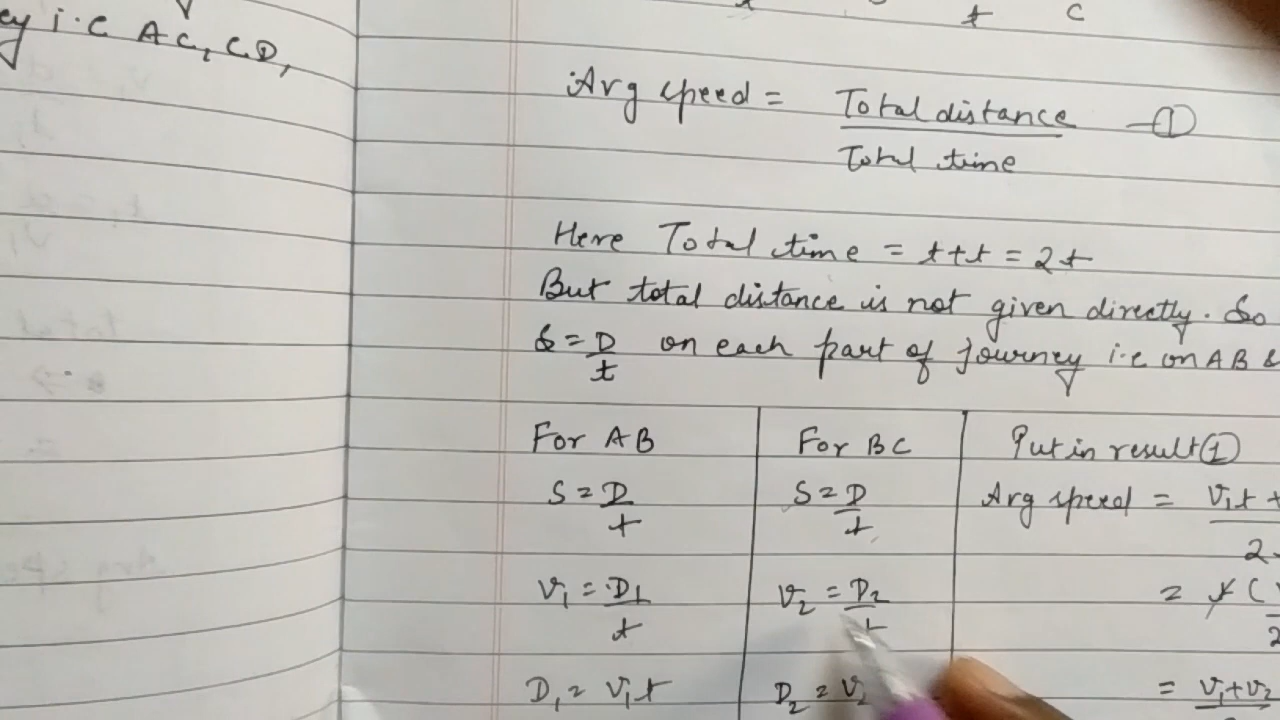 ey i.e AC, CD,
t c
Avg speed = Total distance / Total time —①
Here Total time = t+t = 2t
But total distance is not given directly. So
S = D/t on each part of Journey i.e on AB &
For AB For BC Put in result ①
S = D/t S = D/t Avg speed = v₁t + / 2
v₁ = D₁/t v₂ = D₂/t = t ( / 2
D₁ = v₁t D₂ = v₂ = v₁+v₂